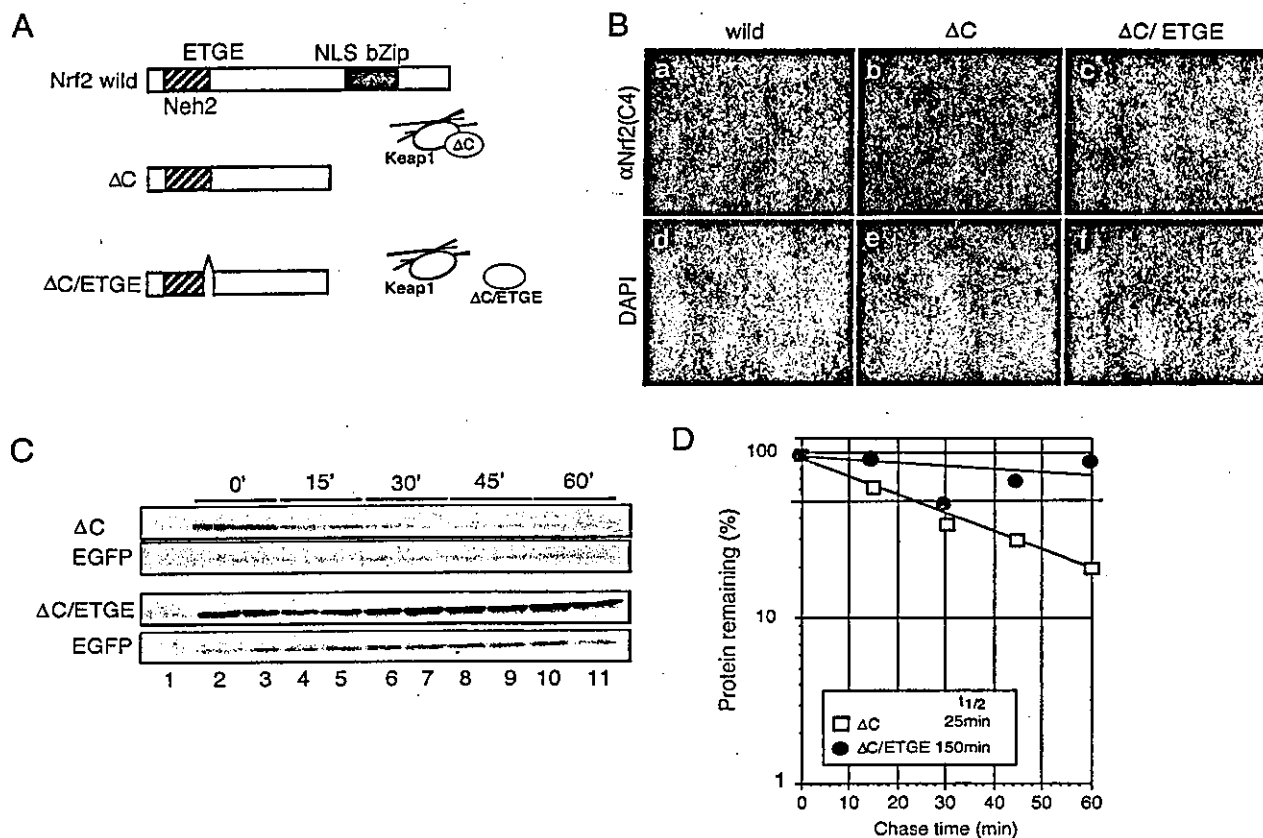 A
ETGE
NLS bZip
Nrf2 wild
Neh2
Keap1
ΔC
ΔC
ΔC/ETGE
Keap1
ΔC/ETGE
B
wild
ΔC
ΔC/ETGE
αNrf2(C4)
a
b
c
DAPI
d
e
f
C
0' 15' 30' 45' 60'
ΔC
EGFP
ΔC/ETGE
EGFP
1 2 3 4 5 6 7 8 9 10 11
D
100
10
1
Protein remaining (%)
t1/2
ΔC 25min
ΔC/ETGE 150min
0 10 20 30 40 50 60
Chase time (min)